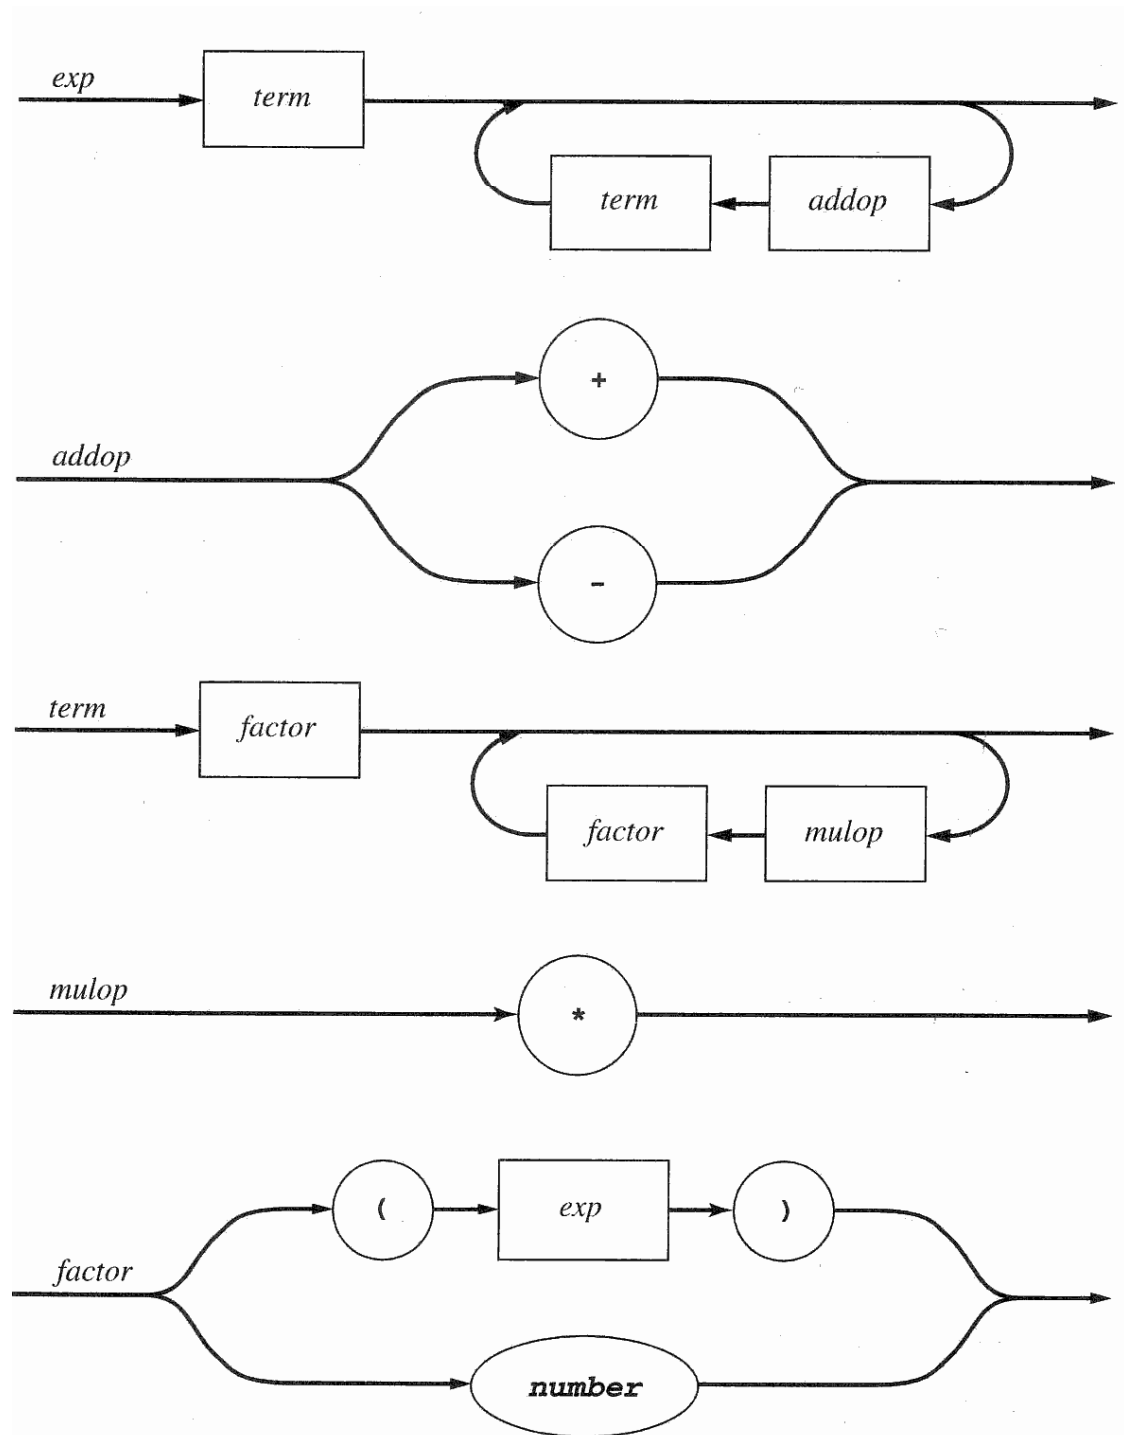 exp
term
term addop
+
addop
-
term
factor
factor mulop
mulop
*
( exp )
factor
number